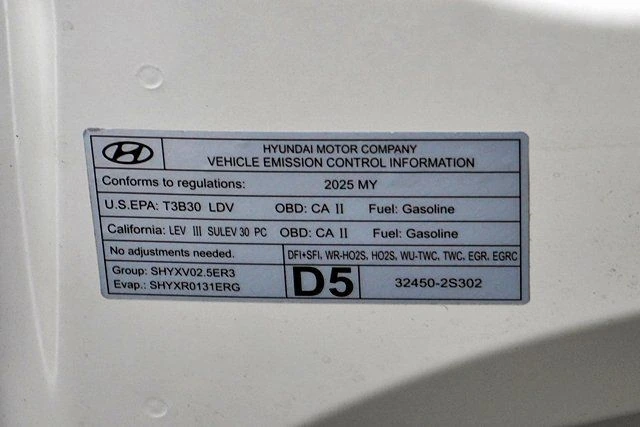 HYUNDAI MOTOR COMPANY
VEHICLE EMISSION CONTROL INFORMATION
Conforms to regulations: 2025 MY
U.S.EPA: T3B30 LDV OBD: CA II Fuel: Gasoline
California: LEV III SULEV 30 PC OBD: CA II Fuel: Gasoline
No adjustments needed. DFI+SFI, WR-HO2S, HO2S, WU-TWC, TWC, EGR, EGRC
Group: SHYXV02.5ER3
Evap.: SHYXR0131ERG
D5
32450-2S302